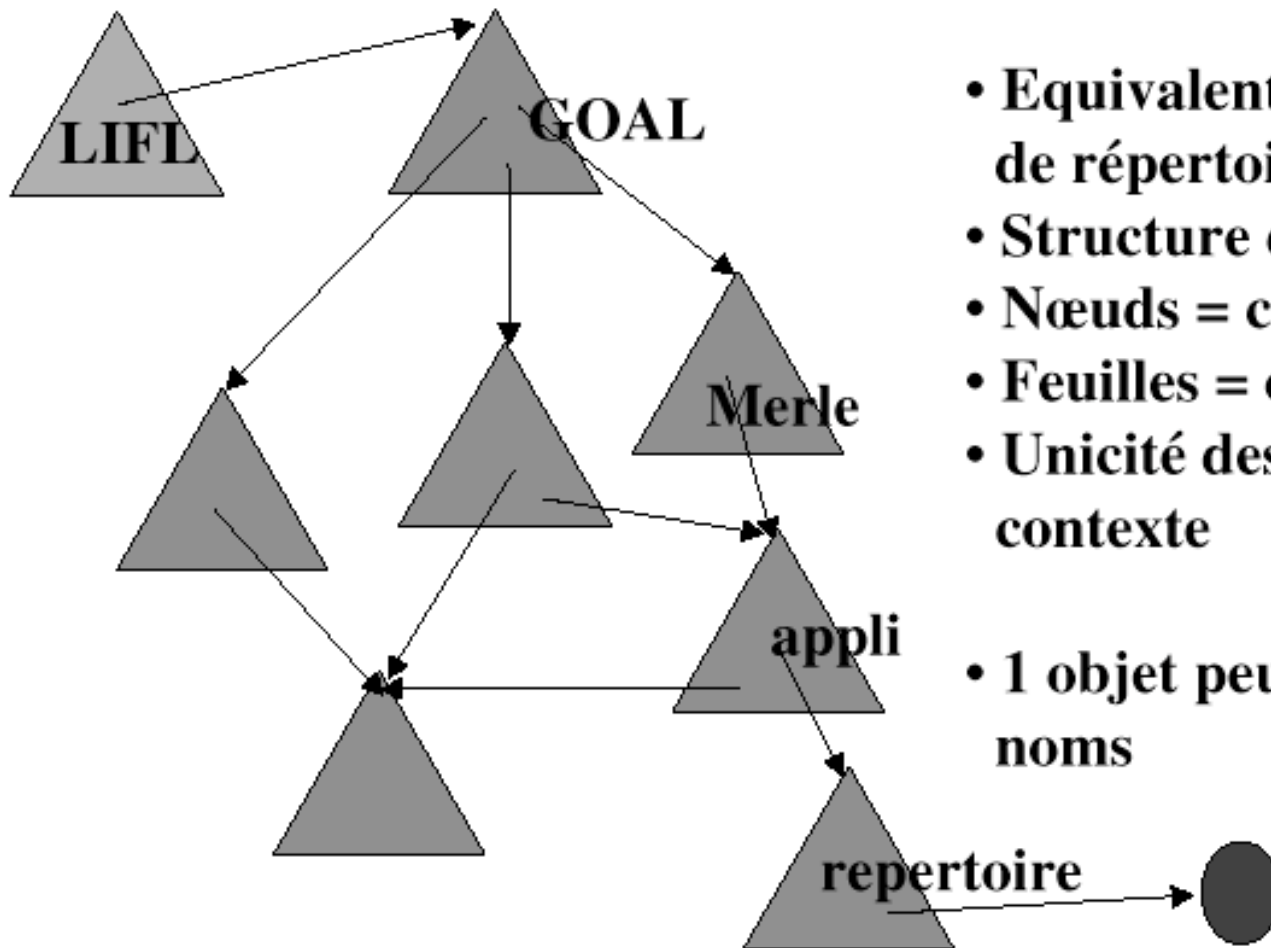 LIFL
GOAL
Merle
appli
repertoire
• Equivalent
de répertoi
• Structure
• Nœuds = c
• Feuilles =
• Unicité des
contexte
• 1 objet peu
noms